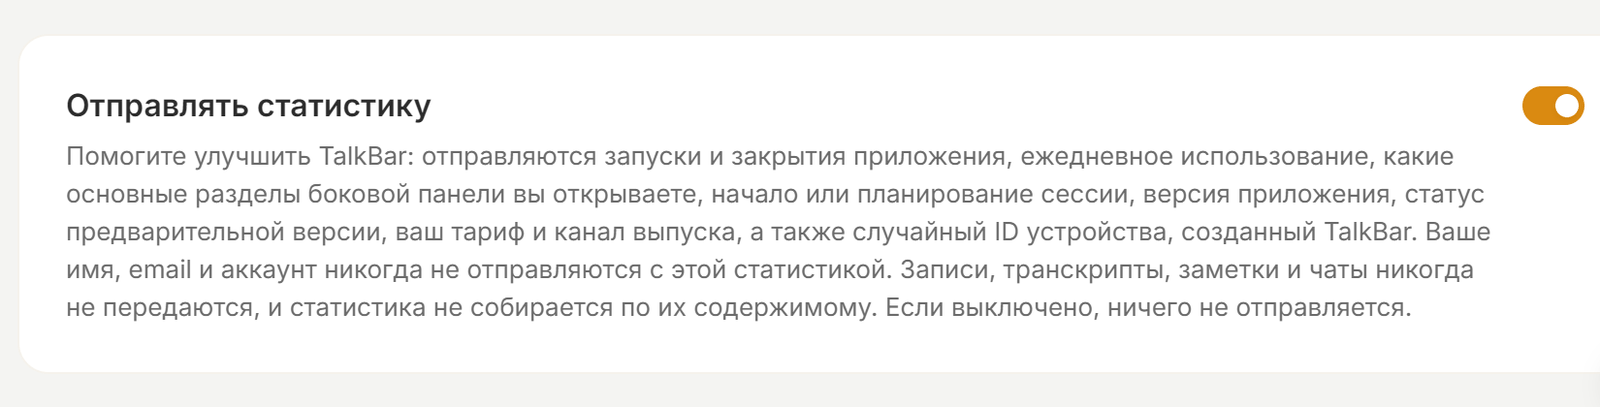 Отправлять статистику
Помогите улучшить TalkBar: отправляются запуски и закрытия приложения, ежедневное использование, какие
основные разделы боковой панели вы открываете, начало или планирование сессии, версия приложения, статус
предварительной версии, ваш тариф и канал выпуска, а также случайный ID устройства, созданный TalkBar. Ваше
имя, email и аккаунт никогда не отправляются с этой статистикой. Записи, транскрипты, заметки и чаты никогда
не передаются, и статистика не собирается по их содержимому. Если выключено, ничего не отправляется.